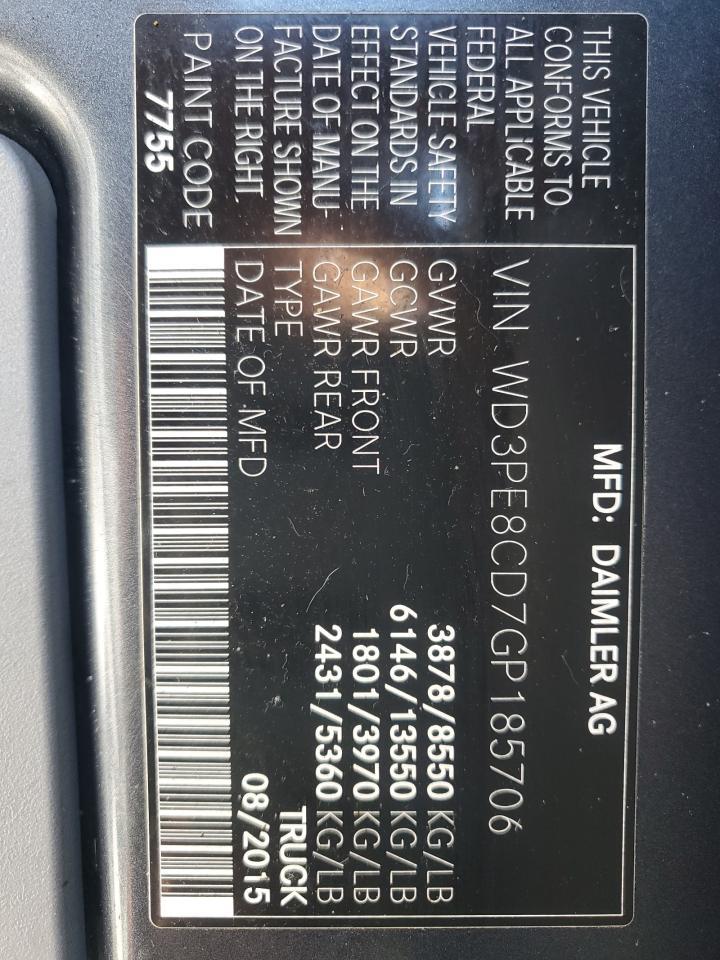 MFD: DAIMLER AG
VIN WD3PE8CD7GP185706
GVWR 3878/8550 KG/LB
GCWR 6146/13550 KG/LB
GAWR FRONT 1801/3970 KG/LB
GAWR REAR 2431/5360 KG/LB
TYPE TRUCK
DATE OF MFD 08/2015
THIS VEHICLE
CONFORMS TO
ALL APPLICABLE
FEDERAL
VEHICLE SAFETY
STANDARDS IN
EFFECT ON THE
DATE OF MANU-
FACTURE SHOWN
ON THE RIGHT.
PAINT CODE
7755